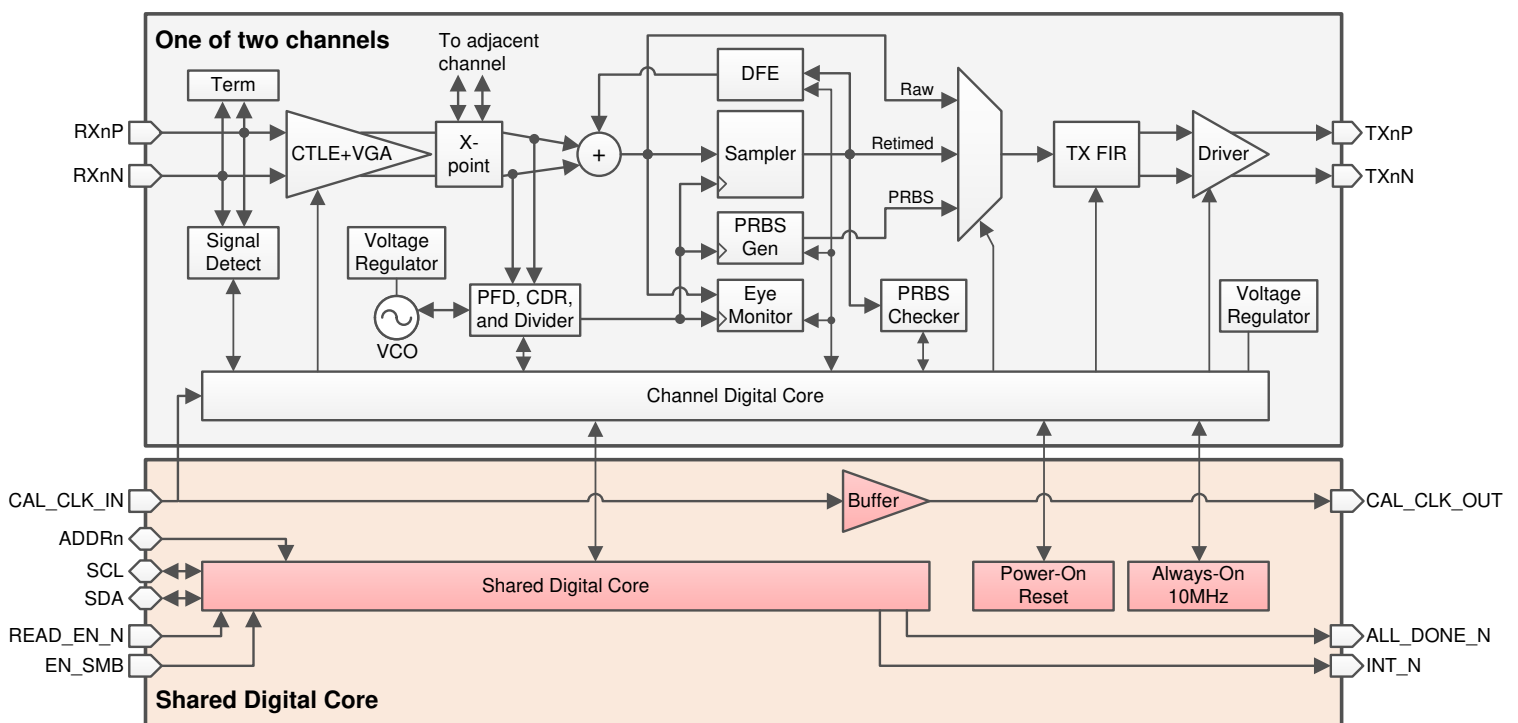 One of two channels
To adjacent
channel
Term
DFE
Raw
RXnP
RXnN
CTLE+VGA
X-
point
+
Sampler
Retimed
TX FIR
Driver
TXnP
TXnN
PRBS
Signal
Detect
Voltage
Regulator
PRBS
Gen
VCO
PFD, CDR,
and Divider
Eye
Monitor
PRBS
Checker
Voltage
Regulator
Channel Digital Core
CAL_CLK_IN
Buffer
CAL_CLK_OUT
ADDRn
SCL
SDA
Shared Digital Core
Power-On
Reset
Always-On
10MHz
READ_EN_N
EN_SMB
ALL_DONE_N
INT_N
Shared Digital Core